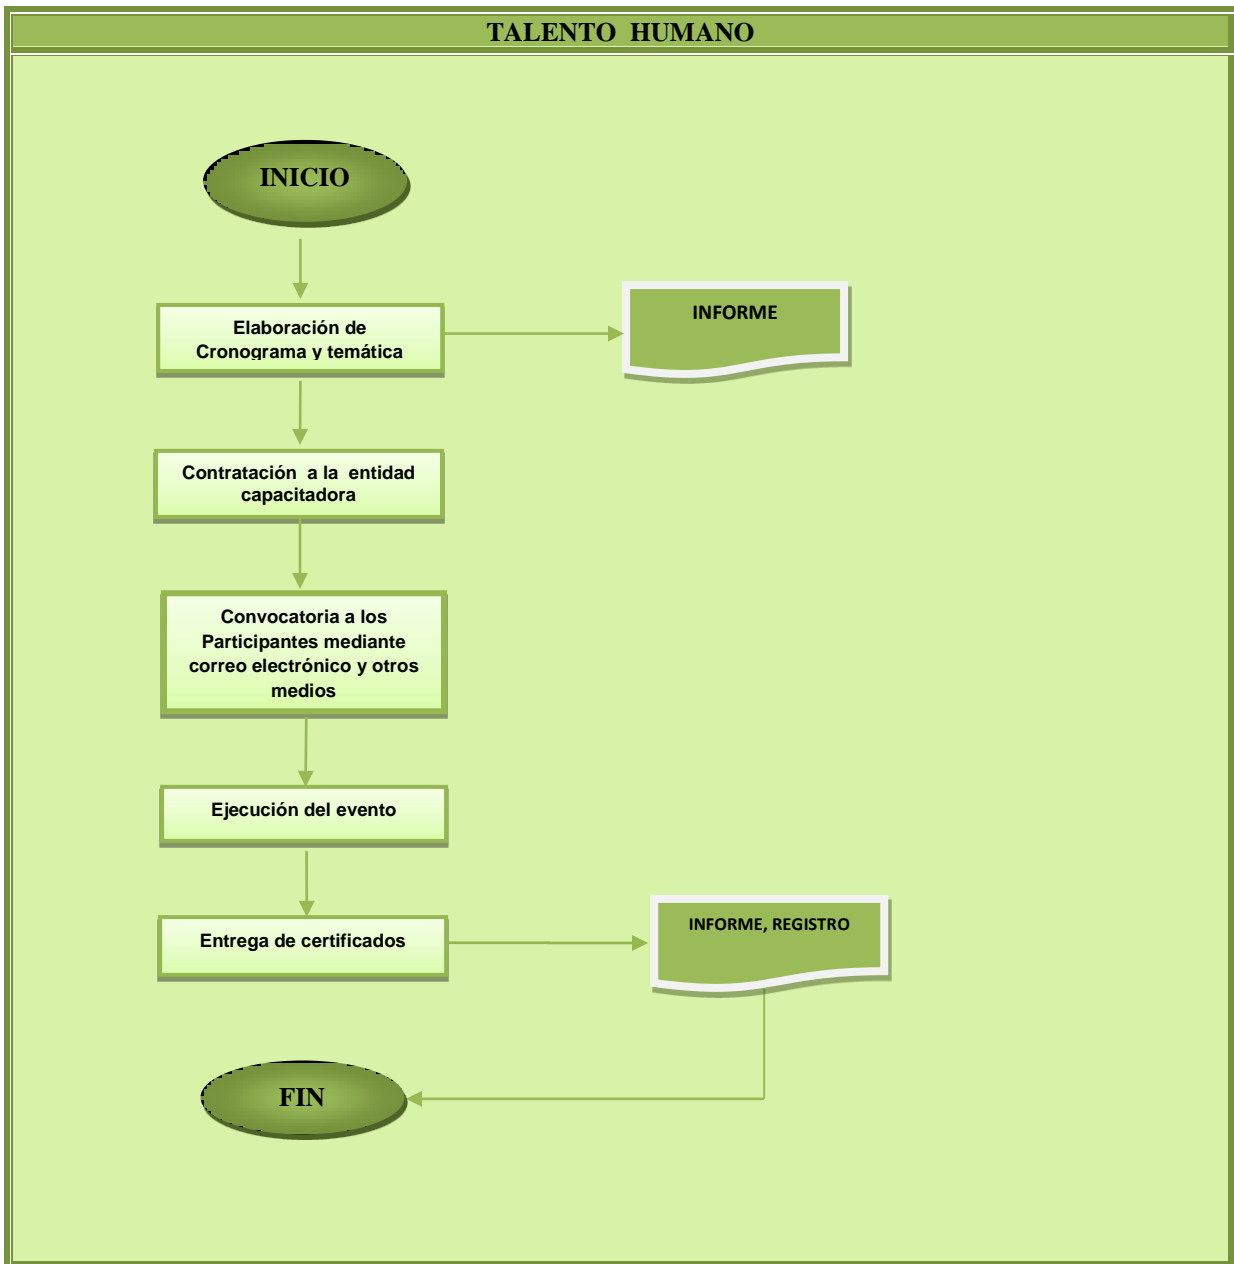 TALENTO HUMANO
INICIO
Elaboración de
Cronograma y temática
INFORME
Contratación a la entidad
capacitadora
Convocatoria a los
Participantes mediante
correo electrónico y otros
medios
Ejecución del evento
Entrega de certificados
INFORME, REGISTRO
FIN